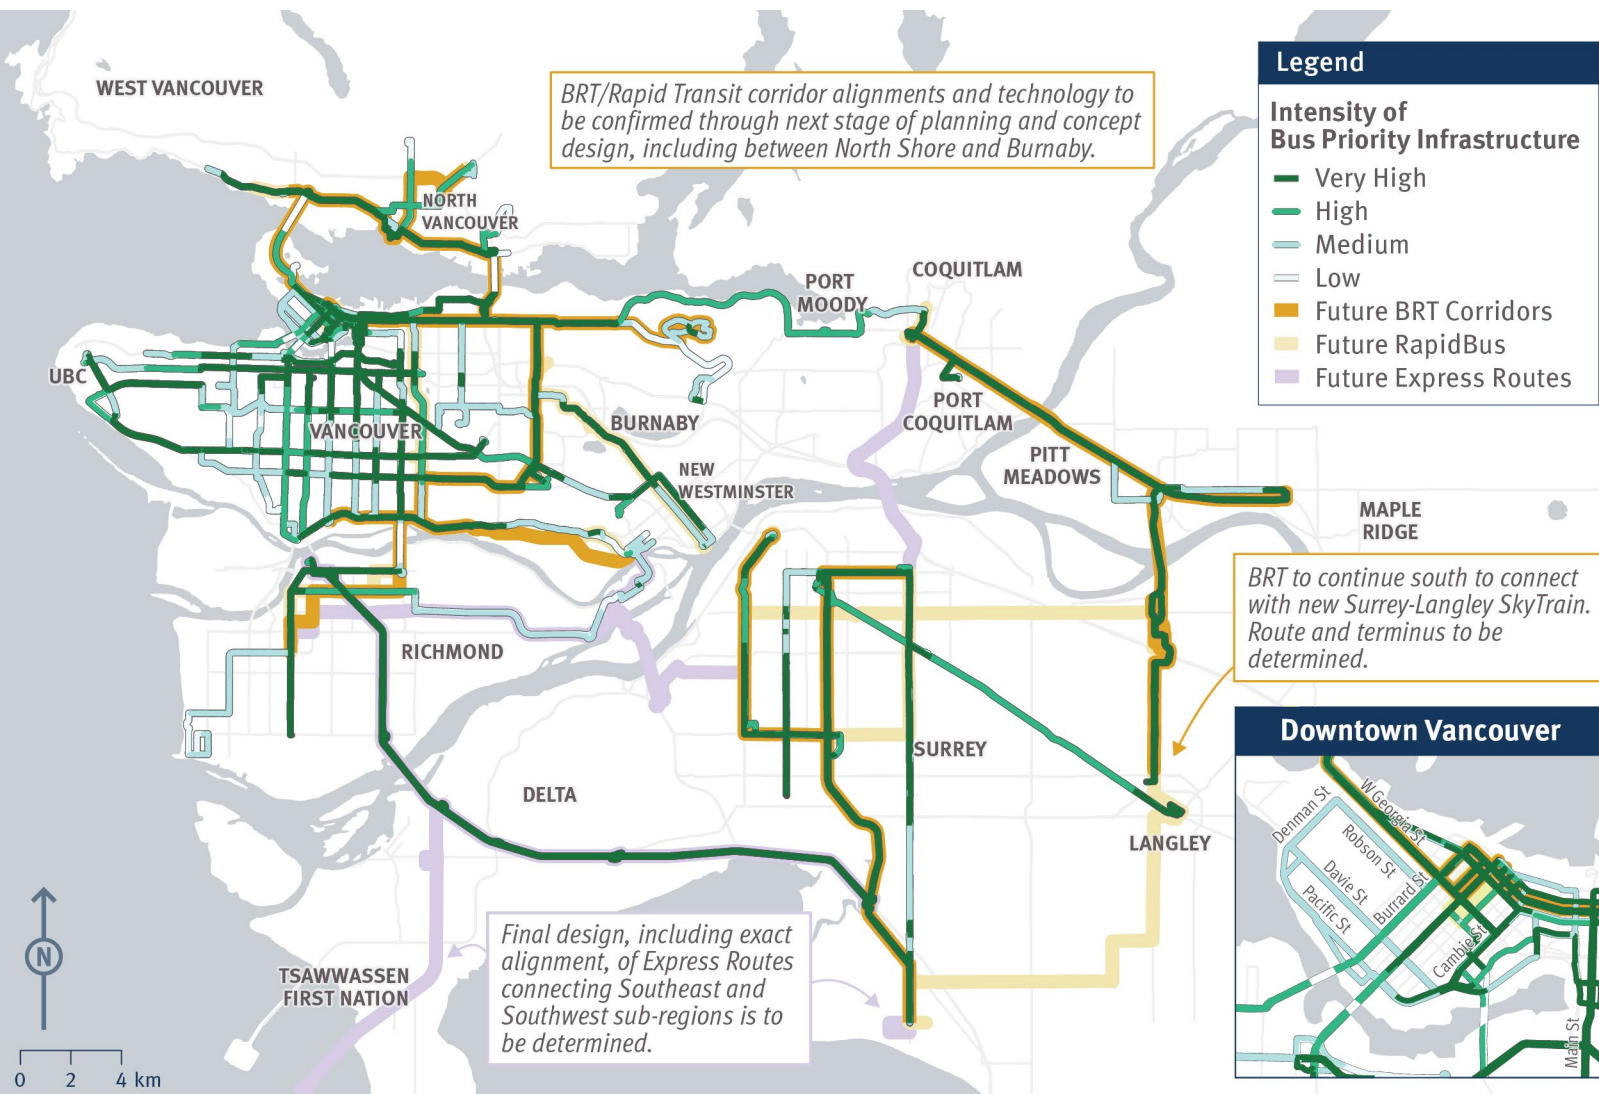 WEST VANCOUVER
BRT/Rapid Transit corridor alignments and technology to
be confirmed through next stage of planning and concept
design, including between North Shore and Burnaby.
Legend
Intensity of
Bus Priority Infrastructure
Very High
High
Medium
Low
Future BRT Corridors
Future RapidBus
Future Express Routes
NORTH
VANCOUVER
PORT
MOODY
COQUITLAM
UBC
VANCOUVER
BURNABY
PORT
COQUITLAM
NEW
WESTMINSTER
PITT
MEADOWS
MAPLE
RIDGE
BRT to continue south to connect
with new Surrey-Langley SkyTrain.
Route and terminus to be
determined.
RICHMOND
SURREY
DELTA
LANGLEY
TSAWWASSEN
FIRST NATION
Final design, including exact
alignment, of Express Routes
connecting Southeast and
Southwest sub-regions is to
be determined.
N
0 2 4 km
Downtown Vancouver
W Georgia St
Denman St
Robson St
Davie St
Burrard St
Pacific St
Cambie St
Main St